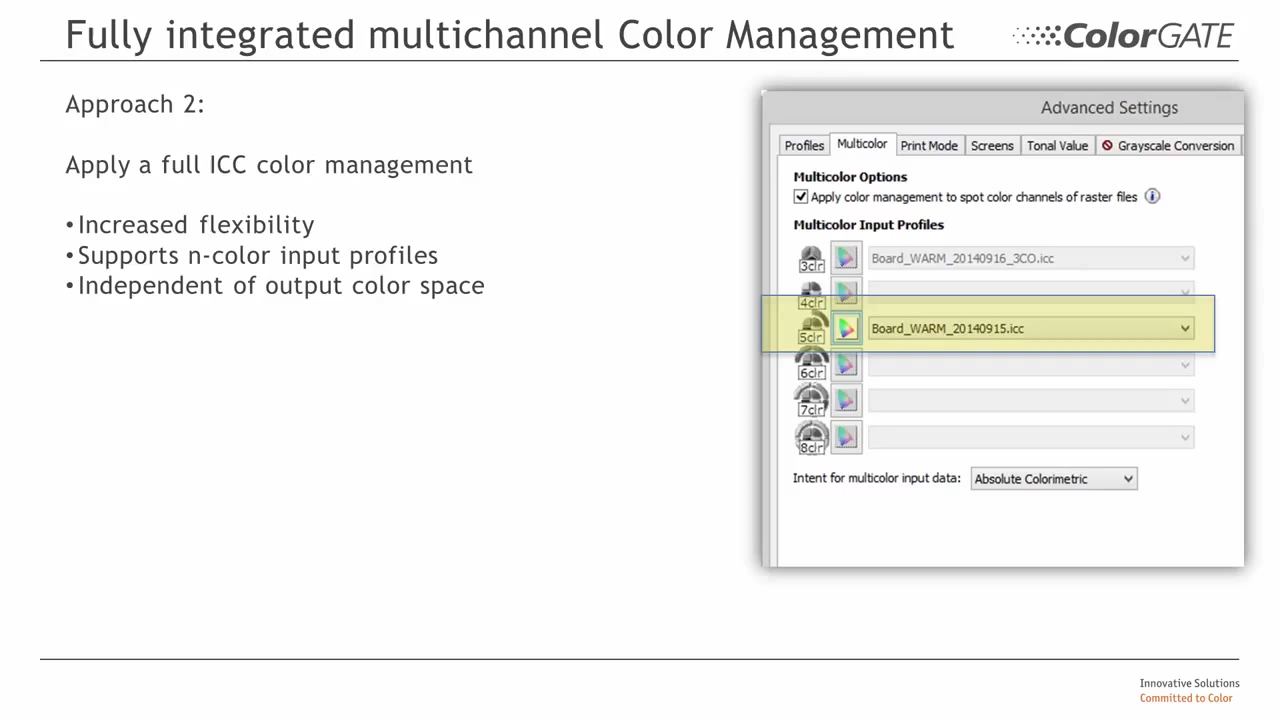 Fully integrated multichannel Color Management
ColorGATE
Approach 2:
Apply a full ICC color management
• Increased flexibility
• Supports n-color input profiles
• Independent of output color space
Advanced Settings
Profiles Multicolor Print Mode Screens Tonal Value Grayscale Conversion
Multicolor Options
Apply color management to spot color channels of raster files
Multicolor Input Profiles
3clr Board_WARM_20140916_3CO.icc
4clr
5clr Board_WARM_20140915.icc
6clr
7clr
8clr
Intent for multicolor input data: Absolute Colorimetric
Innovative Solutions
Committed to Color